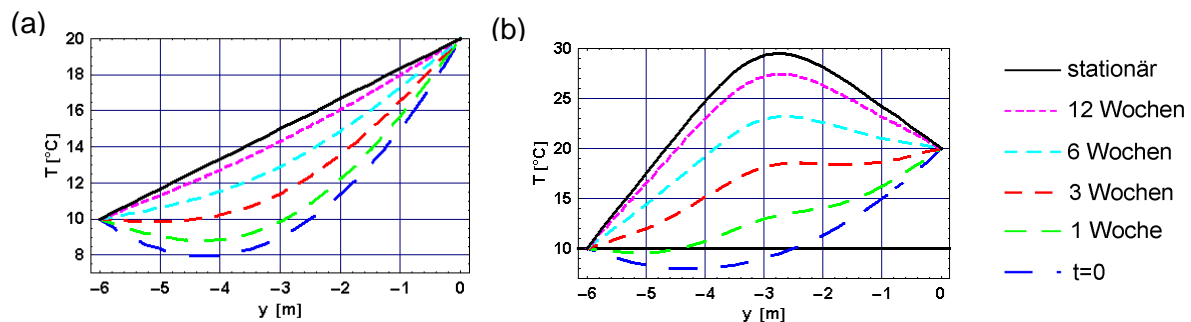 (a)
20
18
16
14
12
10
8
T [°C]
−6 −5 −4 −3 −2 −1 0
y [m]
(b)
30
25
20
15
10
T [°C]
−6 −5 −4 −3 −2 −1 0
y [m]
stationär
12 Wochen
6 Wochen
3 Wochen
1 Woche
t=0